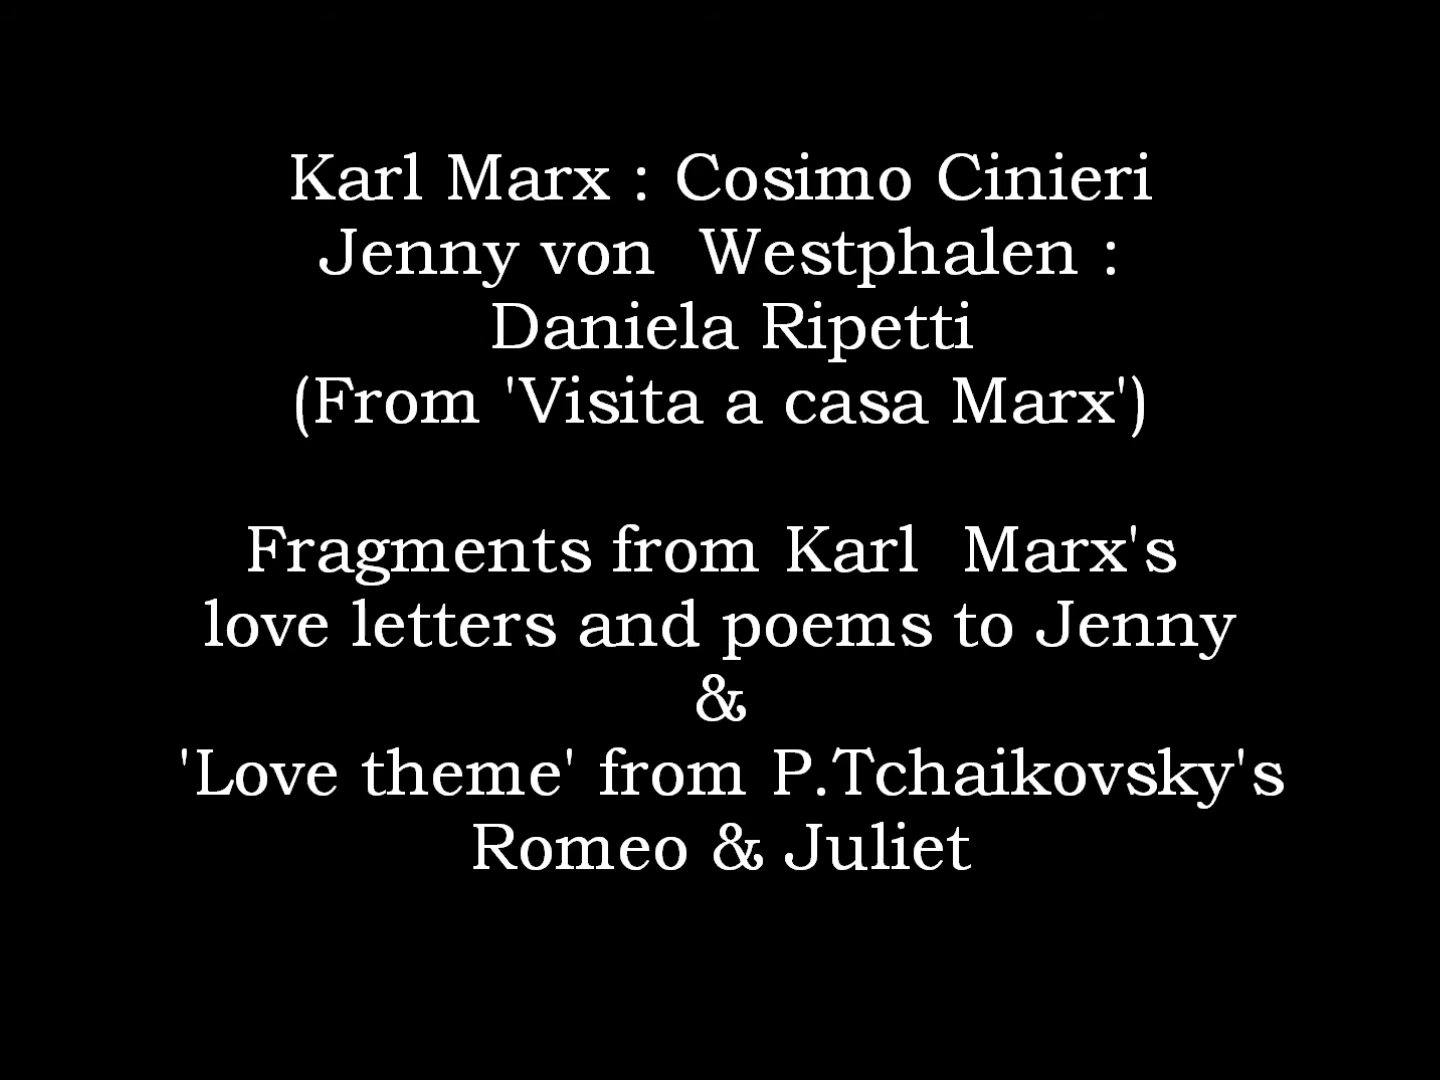 Karl Marx : Cosimo Cinieri
Jenny von Westphalen :
Daniela Ripetti
(From 'Visita a casa Marx')
Fragments from Karl Marx's
love letters and poems to Jenny
&
'Love theme' from P.Tchaikovsky's
Romeo & Juliet